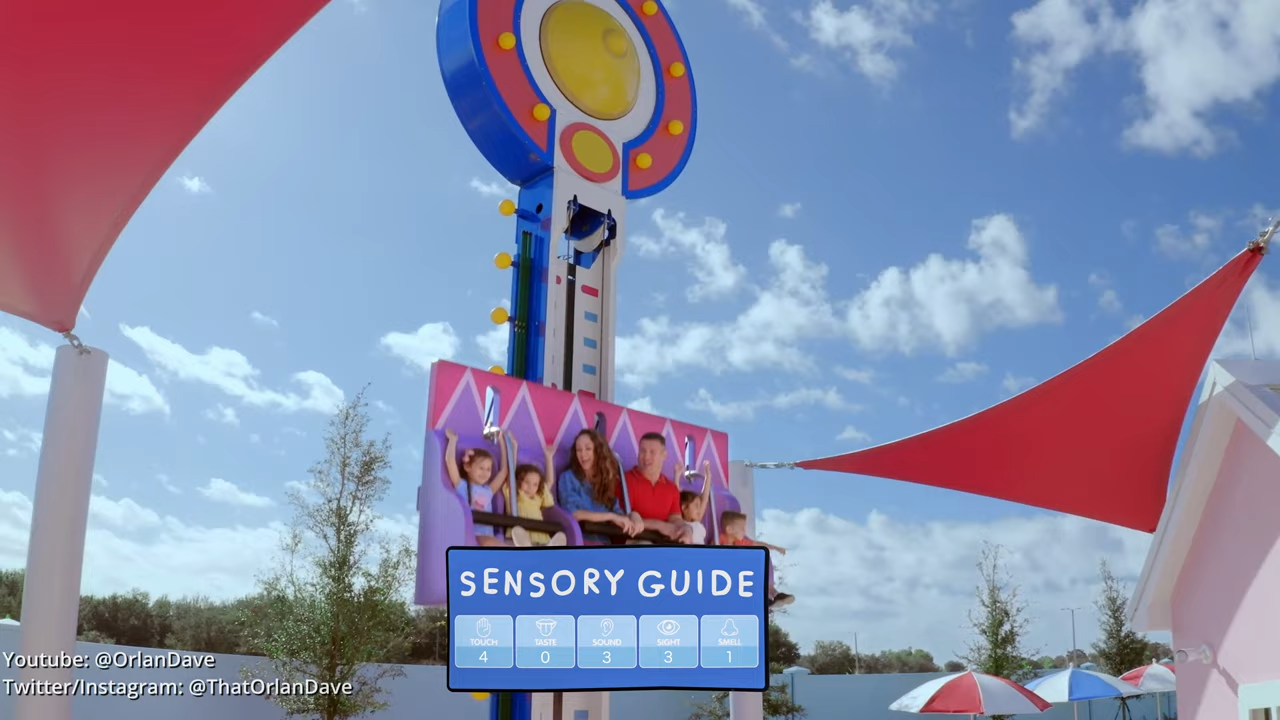 SENSORY GUIDE
TOUCH TASTE SOUND SIGHT SMELL
4 0 3 3 1
Youtube: @OrlanDave
Twitter/Instagram: @ThatOrlanDave